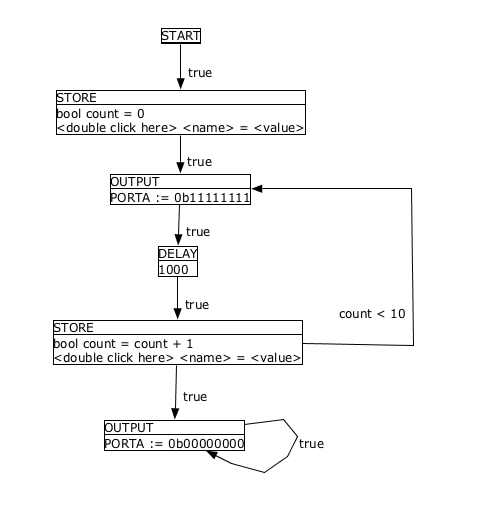 START
true
STORE
bool count = 0
<double click here> <name> = <value>
true
OUTPUT
PORTA := 0b11111111
true
DELAY
1000
true
count < 10
STORE
bool count = count + 1
<double click here> <name> = <value>
true
OUTPUT
PORTA := 0b00000000
true